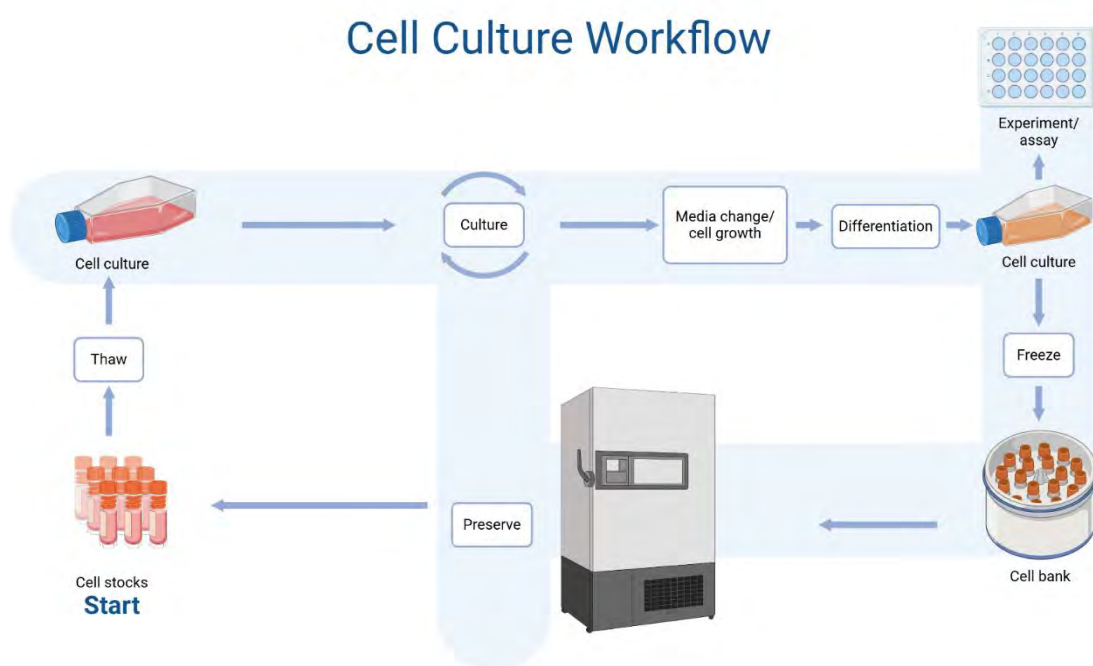 Cell Culture Workflow
Experiment/
assay
Cell culture
Culture
Media change/
cell growth
Differentiation
Cell culture
Thaw
Freeze
Preserve
Cell stocks
Start
Cell bank